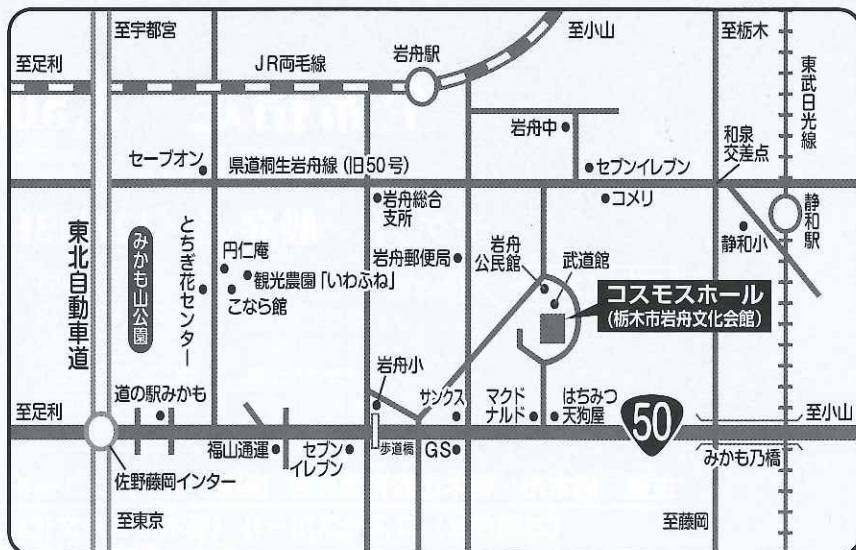 至宇都宮
至足利
JR両毛線
岩舟駅
至小山
至栃木
東武日光線
岩舟中
和泉
交差点
セーブオン
県道桐生岩舟線(旧50号)
セブンイレブン
コメリ
岩舟総合
支所
静和駅
静和小
東北自動車道
みかも山公園
とちぎ花センター
円仁庵
観光農園「いわふね」
こなら館
岩舟郵便局
岩舟
公民館
武道館
コスモスホール
(栃木市岩舟文化会館)
道の駅みかも
岩舟小
サンクス
マクド
ナルド
はちみつ
天狗屋
50
至足利
至小山
福山通運
セブン
イレブン
歩道橋
GS
みかも乃橋
佐野藤岡インター
至東京
至藤岡